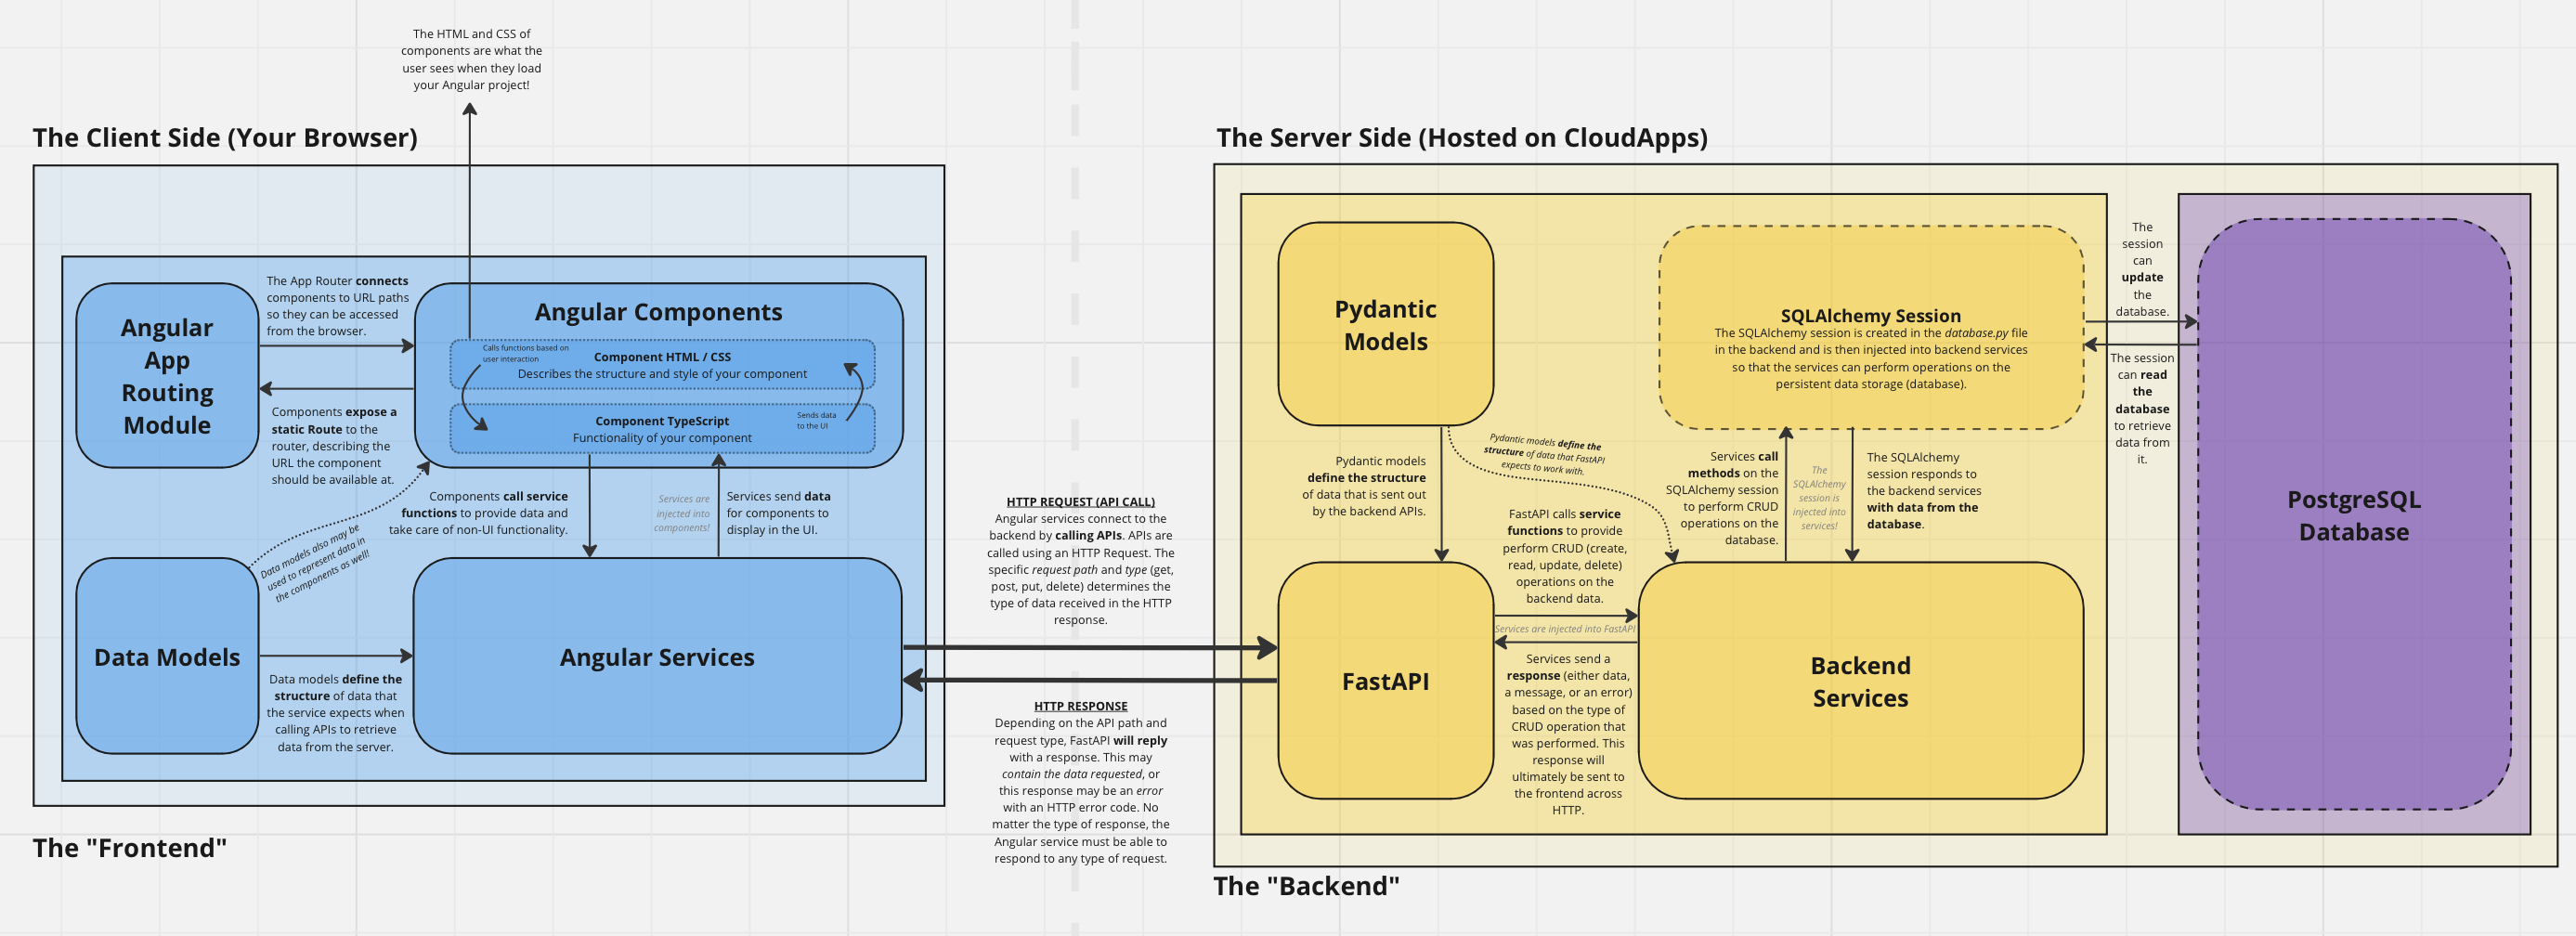 The HTML and CSS of
components are what the
user sees when they load
your Angular project!
The Client Side (Your Browser)
The App Router connects
components to URL paths
so they can be accessed
from the browser.
Angular
App
Routing
Module
Components expose a
static Route to the
router, describing the
URL the component
should be available at.
Angular Components
Calls functions based on
user interaction
Component HTML / CSS
Describes the structure and style of your component
Component TypeScript
Functionality of your component
Sends data
to the UI
Components call service
functions to provide data and
take care of non-UI functionality.
Services are
injected into
components!
Services send data
for components to
display in the UI.
Data models also may be
used to represent data in
the components as well!
Data Models
Data models define the
structure of data that
the service expects when
calling APIs to retrieve
data from the server.
Angular Services
The "Frontend"
HTTP REQUEST (API CALL)
Angular services connect to the
backend by calling APIs. APIs are
called using an HTTP Request. The
specific request path and type (get,
post, put, delete) determines the
type of data received in the HTTP
response.
HTTP RESPONSE
Depending on the API path and
request type, FastAPI will reply
with a response. This may
contain the data requested, or
this response may be an error
with an HTTP error code. No
matter the type of response, the
Angular service must be able to
respond to any type of request.
The Server Side (Hosted on CloudApps)
Pydantic
Models
Pydantic models
define the structure
of data that is sent out
by the backend APIs.
Pydantic models define the
structure of data that FastAPI
expects to work with.
SQLAlchemy Session
The SQLAlchemy session is created in the database.py file
in the backend and is then injected into backend services
so that the services can perform operations on the
persistent data storage (database).
Services call
methods on the
SQLAlchemy session
to perform CRUD
operations on the
database.
The
SQLAlchemy
session is
injected into
services!
The SQLAlchemy
session responds to
the backend services
with data from the
database.
FastAPI calls service
functions to provide
perform CRUD (create,
read, update, delete)
operations on the
backend data.
Services are injected into FastAPI
Services send a
response (either data,
a message, or an error)
based on the type of
CRUD operation that
was performed. This
response will
ultimately be sent to
the frontend across
HTTP.
FastAPI
Backend
Services
The
session
can
update
the
database.
The session
can read
the
database
to retrieve
data from
it.
PostgreSQL
Database
The "Backend"